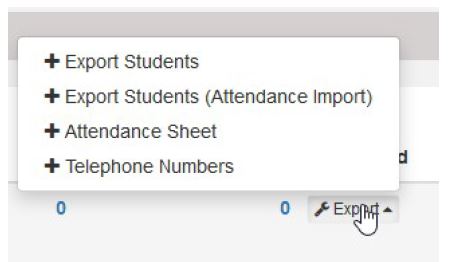 Export Students
Export Students (Attendance Import)
Attendance Sheet
Telephone Numbers
d
0 0 Export